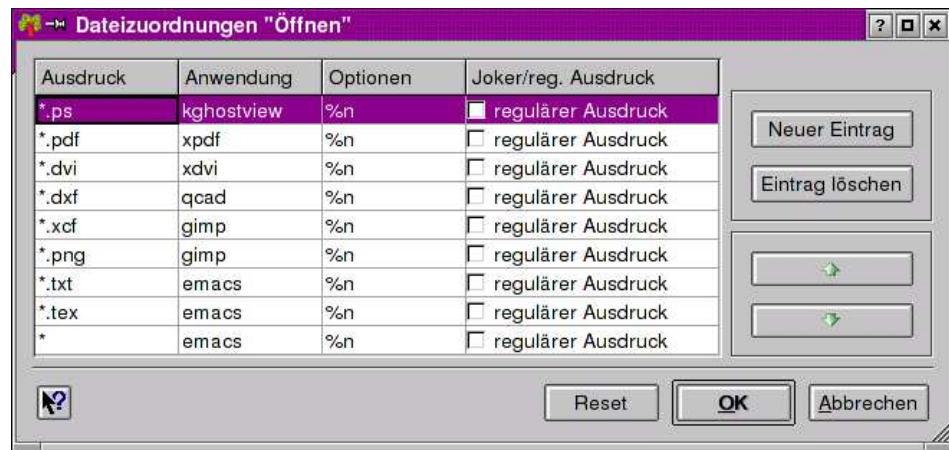 Dateizuordnungen "Öffnen"
Ausdruck Anwendung Optionen Joker/reg. Ausdruck
*.ps kghostview %n regulärer Ausdruck
*.pdf xpdf %n regulärer Ausdruck
*.dvi xdvi %n regulärer Ausdruck
*.dxf qcad %n regulärer Ausdruck
*.xcf gimp %n regulärer Ausdruck
*.png gimp %n regulärer Ausdruck
*.txt emacs %n regulärer Ausdruck
*.tex emacs %n regulärer Ausdruck
* emacs %n regulärer Ausdruck
Neuer Eintrag
Eintrag löschen
Reset OK Abbrechen